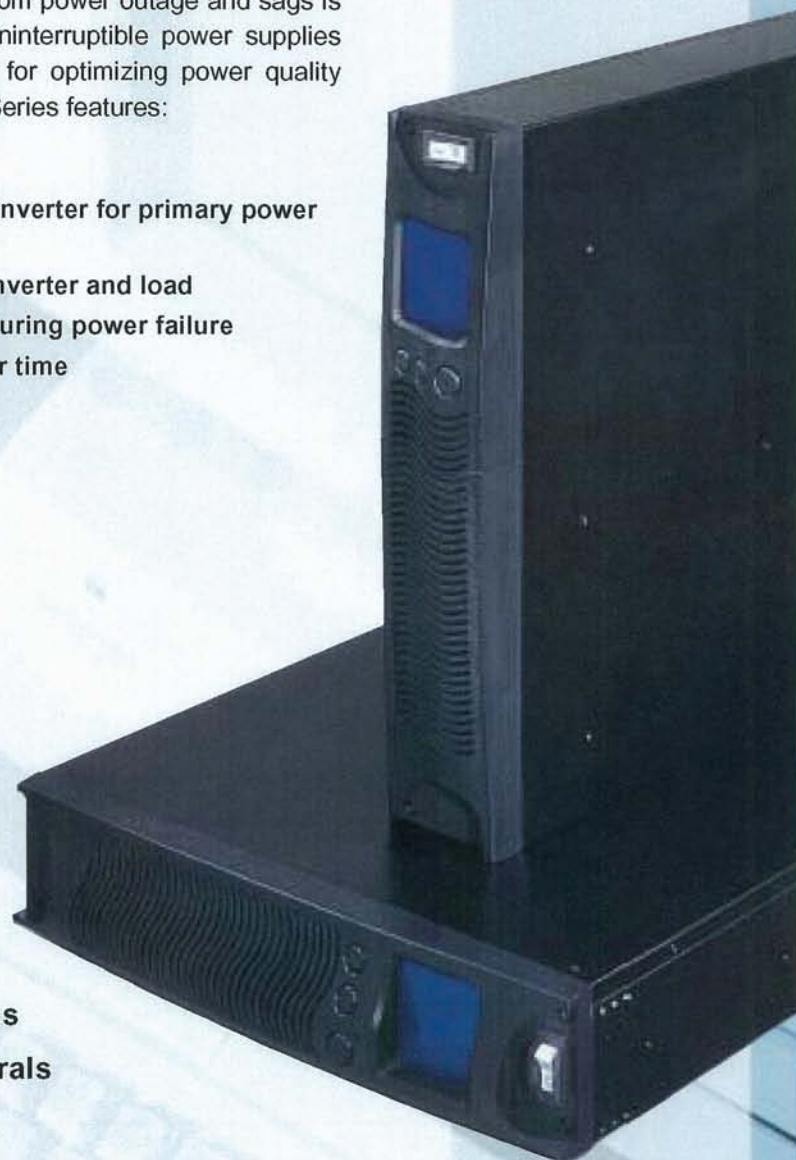 om power outage and sags is
ninterruptible power supplies
for optimizing power quality
Series features:
nverter for primary power
nverter and load
uring power failure
r time
s
rals